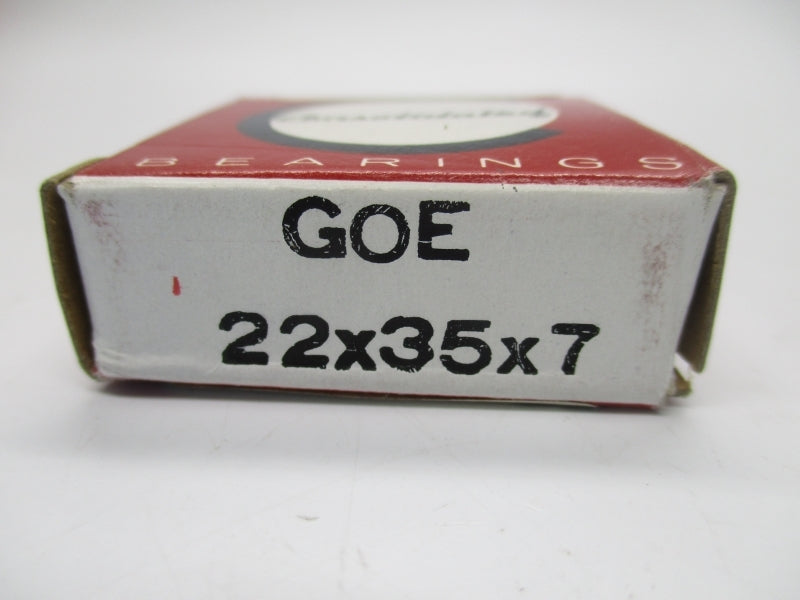 Consolidated
BEARINGS
GOE
22x35x7